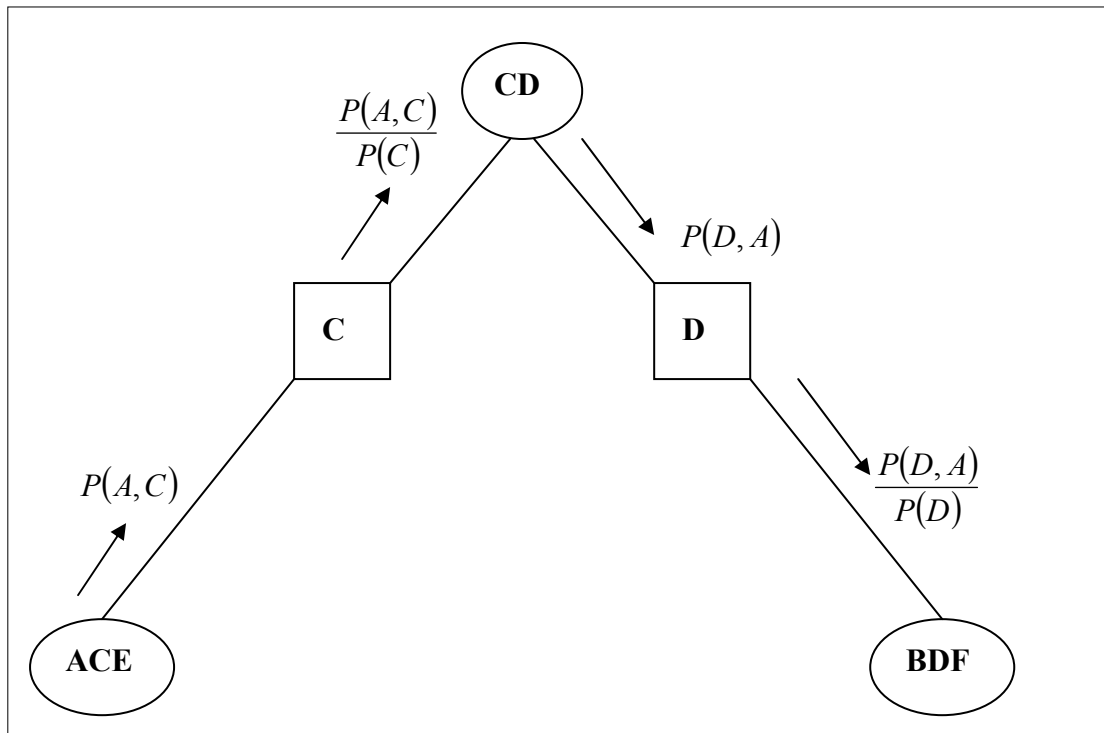 CD
P(A,C)
P(C)
P(D,A)
C
D
P(A,C)
P(D,A)
P(D)
ACE
BDF